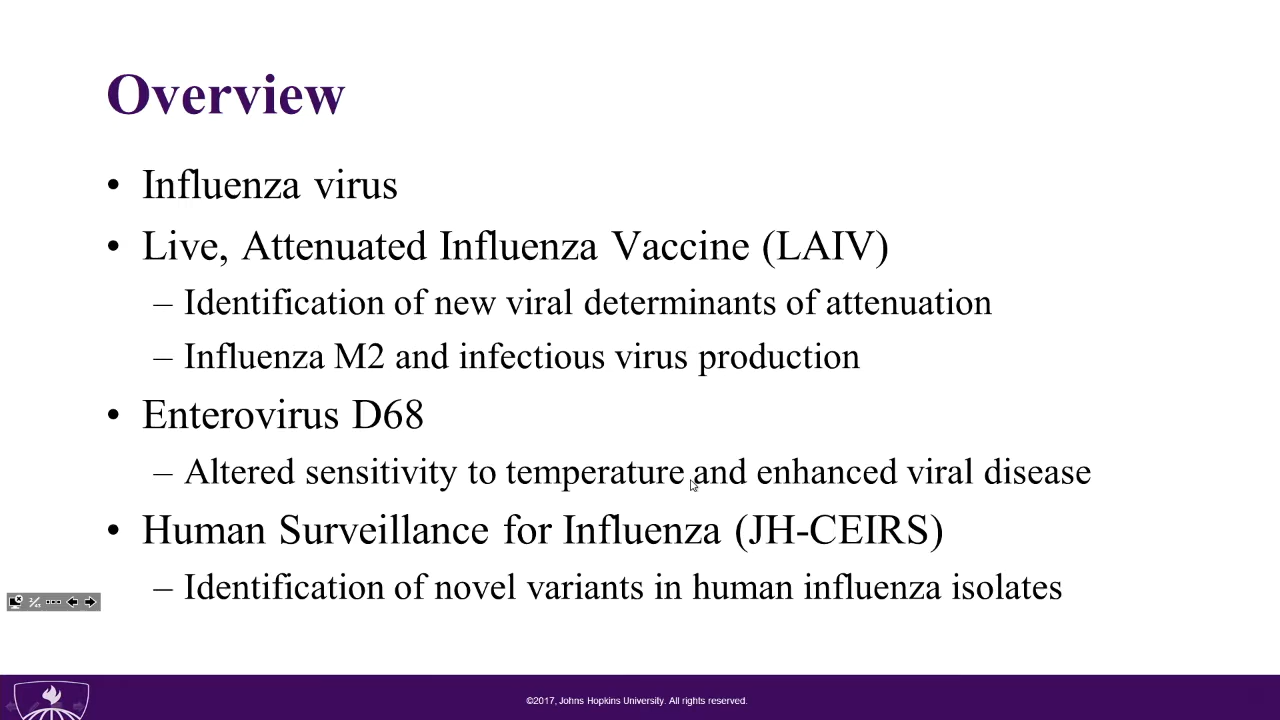 Overview
• Influenza virus
• Live, Attenuated Influenza Vaccine (LAIV)
– Identification of new viral determinants of attenuation
– Influenza M2 and infectious virus production
• Enterovirus D68
– Altered sensitivity to temperature and enhanced viral disease
• Human Surveillance for Influenza (JH-CEIRS)
– Identification of novel variants in human influenza isolates
©2017, Johns Hopkins University. All rights reserved.